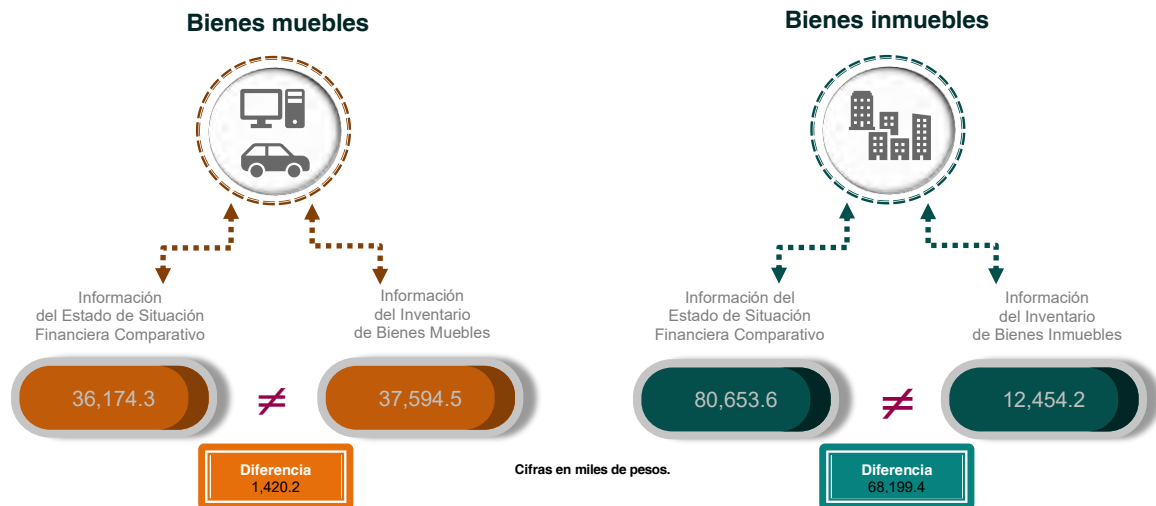 Bienes muebles
Información
del Estado de Situación
Financiera Comparativo
Información
del Inventario
de Bienes Muebles
36,174.3
≠
37,594.5
Diferencia
1,420.2
Cifras en miles de pesos.
Bienes inmuebles
Información del
Estado de Situación
Financiera Comparativo
Información
del Inventario
de Bienes Inmuebles
80,653.6
≠
12,454.2
Diferencia
68,199.4